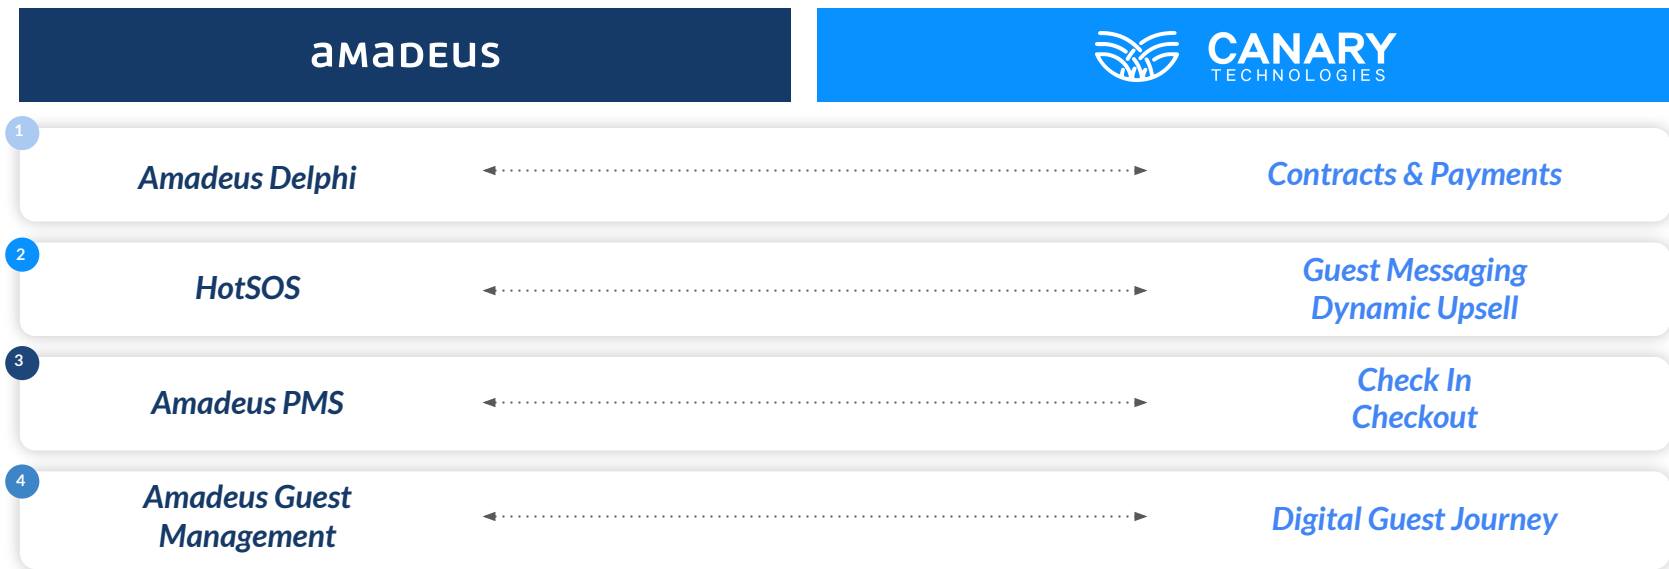 amadeus
CANARY
TECHNOLOGIES
1
Amadeus Delphi
Contracts & Payments
2
HotSOS
Guest Messaging
Dynamic Upsell
3
Amadeus PMS
Check In
Checkout
4
Amadeus Guest
Management
Digital Guest Journey